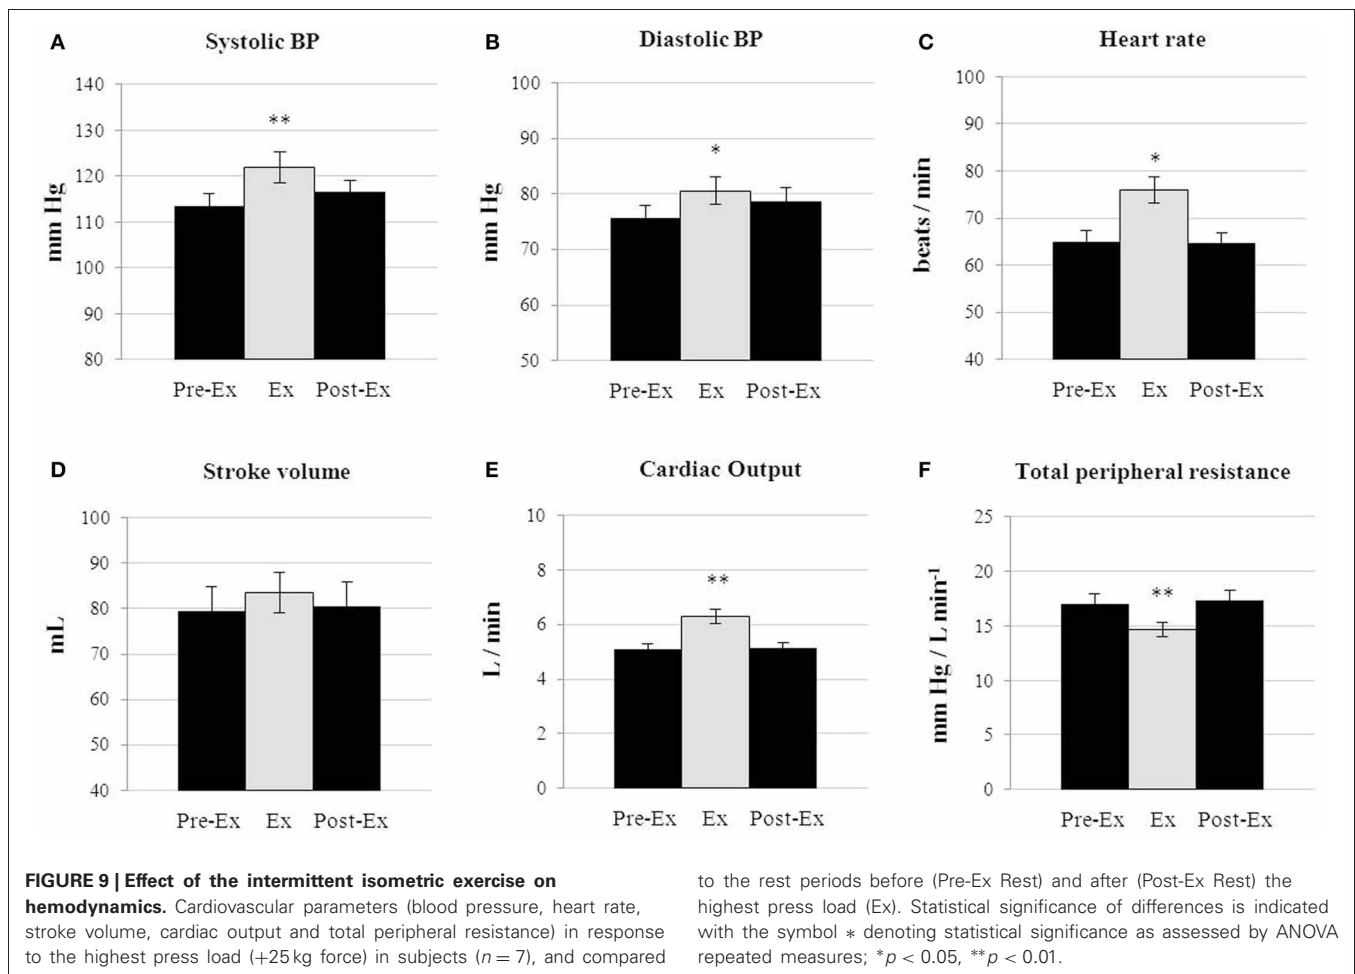 A Systolic BP
140
130
120
110
100
90
80
mm Hg
**
Pre-Ex Ex Post-Ex
B Diastolic BP
100
90
80
70
60
50
mm Hg
*
Pre-Ex Ex Post-Ex
C Heart rate
100
90
80
70
60
50
40
beats / min
*
Pre-Ex Ex Post-Ex
D Stroke volume
100
90
80
70
60
50
40
mL
Pre-Ex Ex Post-Ex
E Cardiac Output
10
8
6
4
2
0
L / min
**
Pre-Ex Ex Post-Ex
F Total peripheral resistance
25
20
15
10
5
0
mm Hg / L min⁻¹
**
Pre-Ex Ex Post-Ex
FIGURE 9 | Effect of the intermittent isometric exercise on
hemodynamics. Cardiovascular parameters (blood pressure, heart rate,
stroke volume, cardiac output and total peripheral resistance) in response
to the highest press load (+25 kg force) in subjects (n = 7), and compared
to the rest periods before (Pre-Ex Rest) and after (Post-Ex Rest) the
highest press load (Ex). Statistical significance of differences is indicated
with the symbol * denoting statistical significance as assessed by ANOVA
repeated measures; *p < 0.05, **p < 0.01.